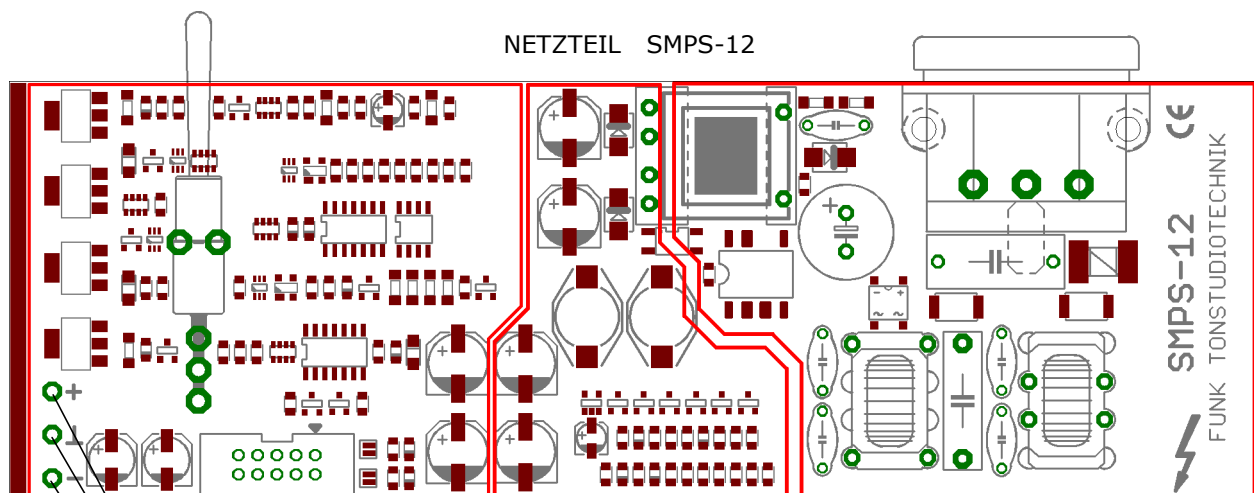 NETZTEIL SMPS-12
CE
SMPS-12
FUNK TONSTUDIOTECHNIK